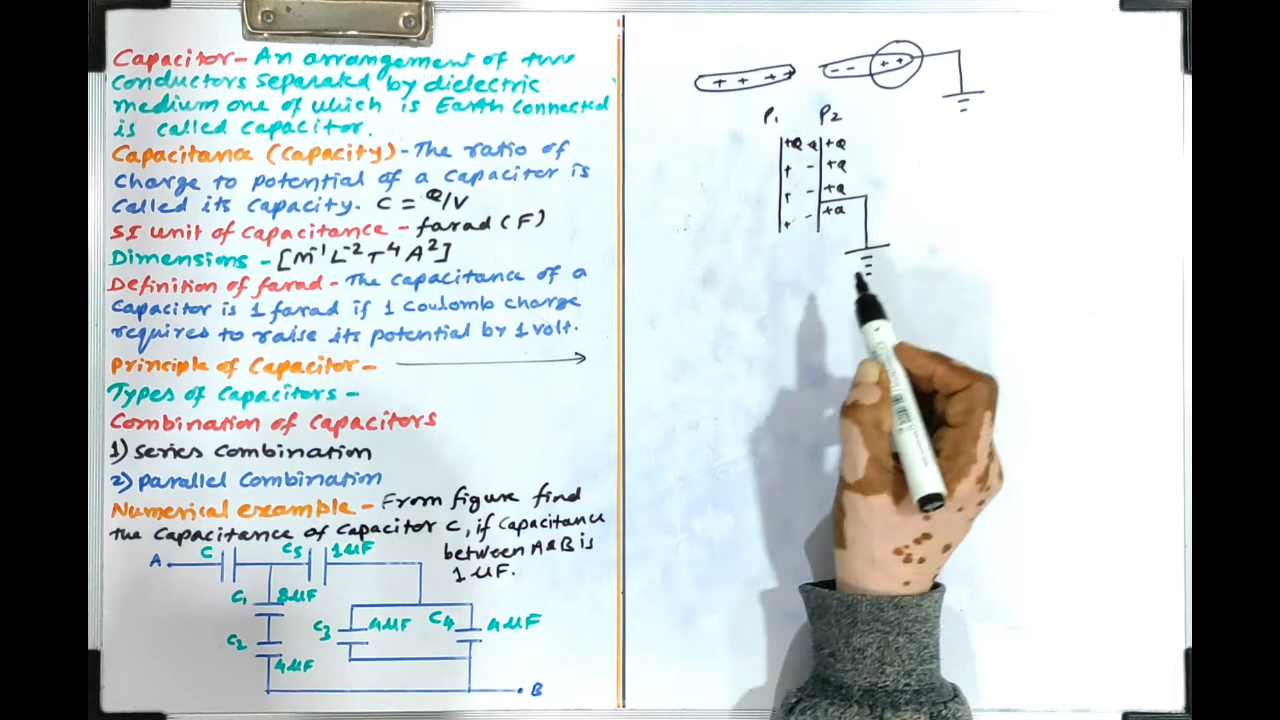 Capacitor - An arrangement of two
conductors separated by dielectric
medium one of which is Earth connected
is called capacitor.
Capacitance (Capacity) - The ratio of
charge to potential of a capacitor is
called its capacity. C = Q/V
SI unit of capacitance - farad (F)
Dimensions - [M⁻¹ L⁻² T⁴ A²]
Definition of farad - The capacitance of a
capacitor is 1 farad if 1 coulomb charge
requires to raise its potential by 1 volt.
Principle of Capacitor -
Types of Capacitors -
Combination of Capacitors
1) Series Combination
2) Parallel Combination
Numerical example - From figure find
the capacitance of capacitor C, if capacitance
between A & B is
1 μF.
A C C5 1μF
C1 8μF
C3 4μF C4 4μF
C2 4μF
B
+ + + +
- - + +
P1 P2
+Q Q +Q
+ - +Q
+ - +Q
+ - +Q